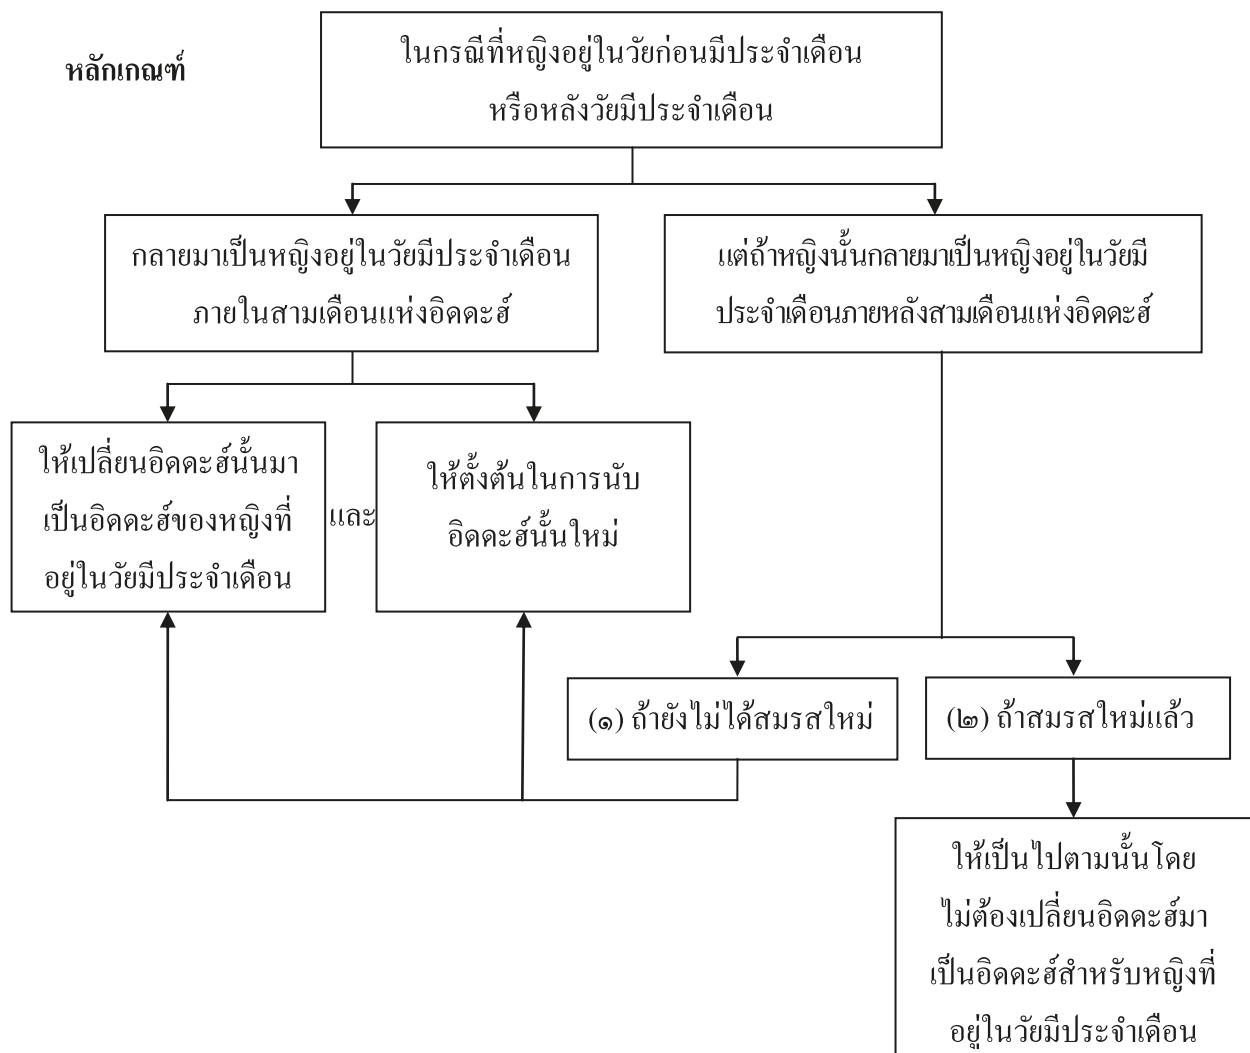 หลักเกณฑ์
ในกรณีที่หญิงอยู่ในวัยก่อนมีประจำเดือน
หรือหลังวัยมีประจำเดือน
กลายมาเป็นหญิงอยู่ในวัยมีประจำเดือน
ภายในสามเดือนแห่งอิดดะฮ์
แต่ถ้าหญิงนั้นกลายมาเป็นหญิงอยู่ในวัยมี
ประจำเดือนภายหลังสามเดือนแห่งอิดดะฮ์
ให้เปลี่ยนอิดดะฮ์นั้นมา
เป็นอิดดะฮ์ของหญิงที่
อยู่ในวัยมีประจำเดือน
และ
ให้ตั้งต้นในการนับ
อิดดะฮ์นั้นใหม่
(๑) ถ้ายังไม่ได้สมรสใหม่
(๒) ถ้าสมรสใหม่แล้ว
ให้เป็นไปตามนั้นโดย
ไม่ต้องเปลี่ยนอิดดะฮ์มา
เป็นอิดดะฮ์สำหรับหญิงที่
อยู่ในวัยมีประจำเดือน